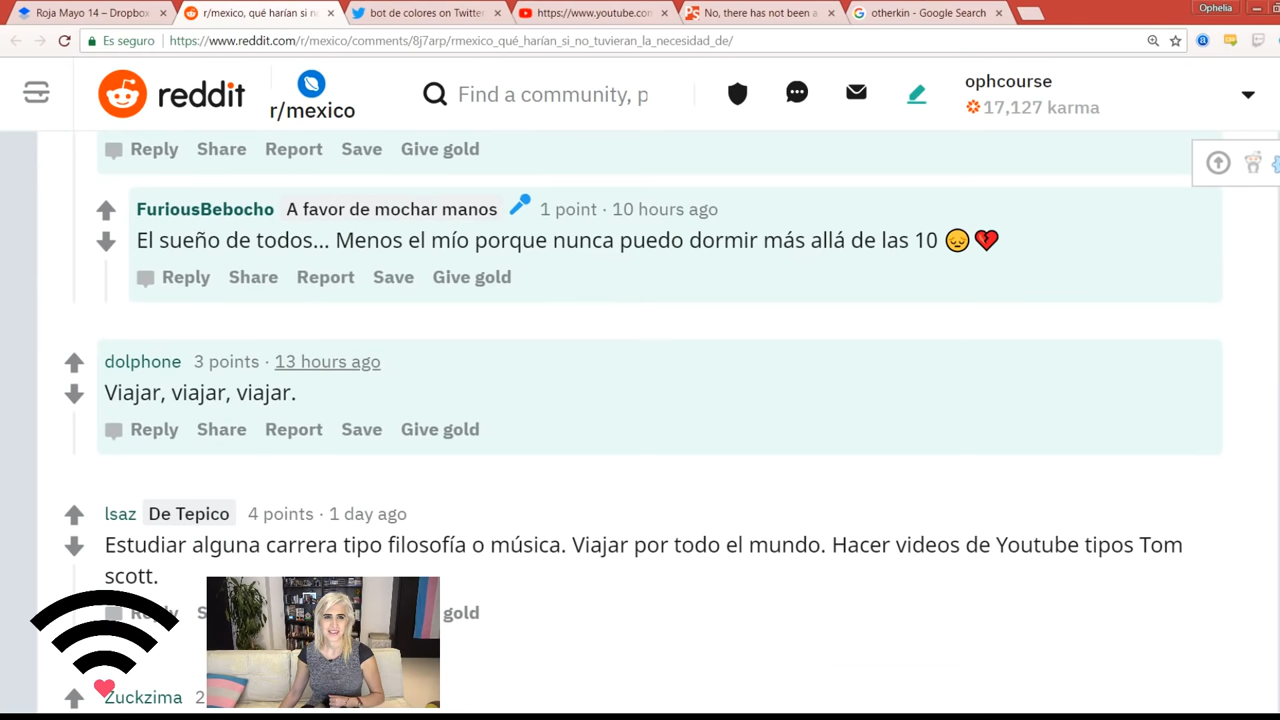 Roja Mayo 14 – Dropbox
r/mexico, qué harían si n
bot de colores on Twitter
https://www.youtube.con
No, there has not been a
otherkin - Google Search
Ophelia
Es seguro
https://www.reddit.com/r/mexico/comments/8j7arp/rmexico_qué_harían_si_no_tuvieran_la_necesidad_de/
reddit
r/mexico
Find a community, p
ophcourse
17,127 karma
Reply Share Report Save Give gold
FuriousBebocho A favor de mochar manos 1 point · 10 hours ago
El sueño de todos... Menos el mío porque nunca puedo dormir más allá de las 10 😔💔
Reply Share Report Save Give gold
dolphone 3 points · 13 hours ago
Viajar, viajar, viajar.
Reply Share Report Save Give gold
lsaz De Tepico 4 points · 1 day ago
Estudiar alguna carrera tipo filosofía o música. Viajar por todo el mundo. Hacer videos de Youtube tipos Tom
scott.
gold
Zuckzima 2